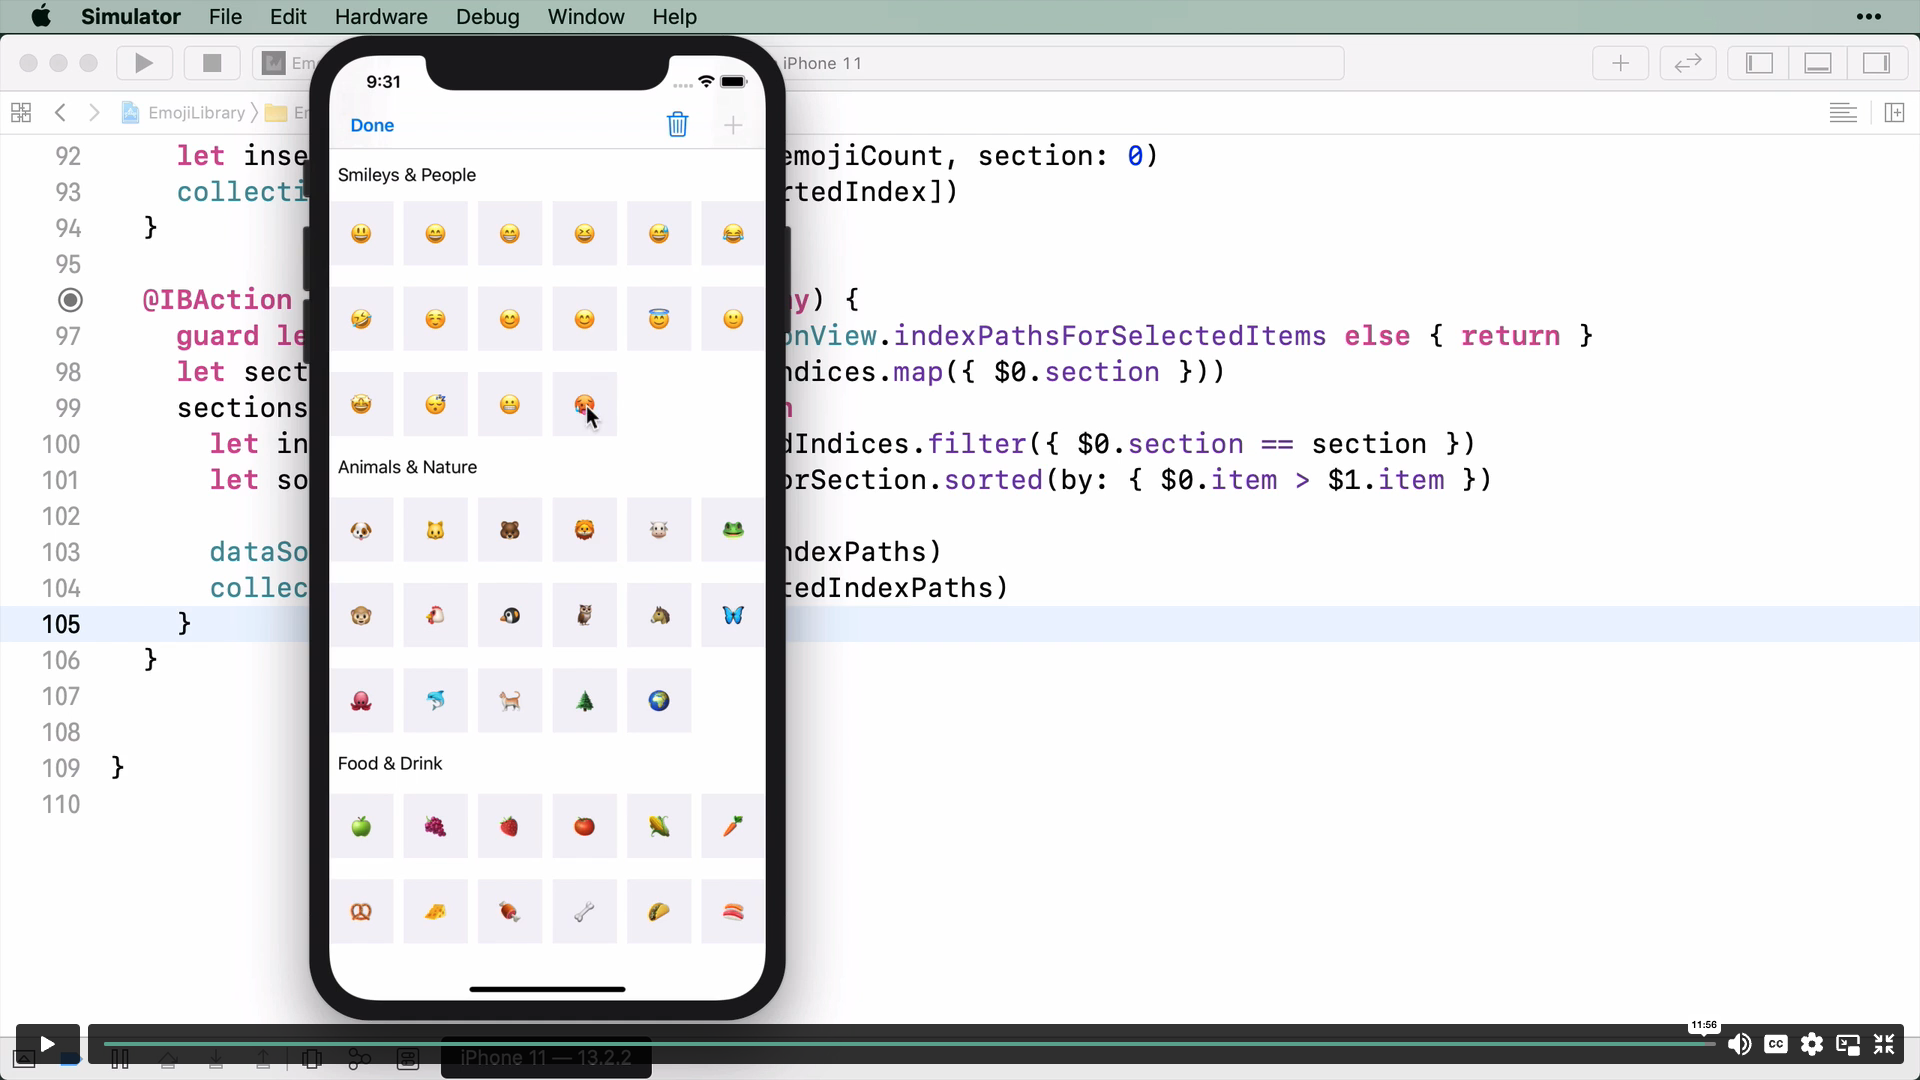 Simulator File Edit Hardware Debug Window Help
iPhone 11
9:31
EmojiLibrary
Done
92 let inse emojiCount, section: 0)
Smileys & People
93 collecti rtedIndex])
94 }
95
@IBAction ny) {
97 guard le onView.indexPathsForSelectedItems else { return }
98 let sect ndices.map({ $0.section }))
99 sections
100 let in dIndices.filter({ $0.section == section })
Animals & Nature
101 let so orSection.sorted(by: { $0.item > $1.item })
102
103 dataSo ndexPaths)
104 collec tedIndexPaths)
105 }
106 }
107
108
Food & Drink
109 }
110
11:56
CC
iPhone 11 — 13.2.2